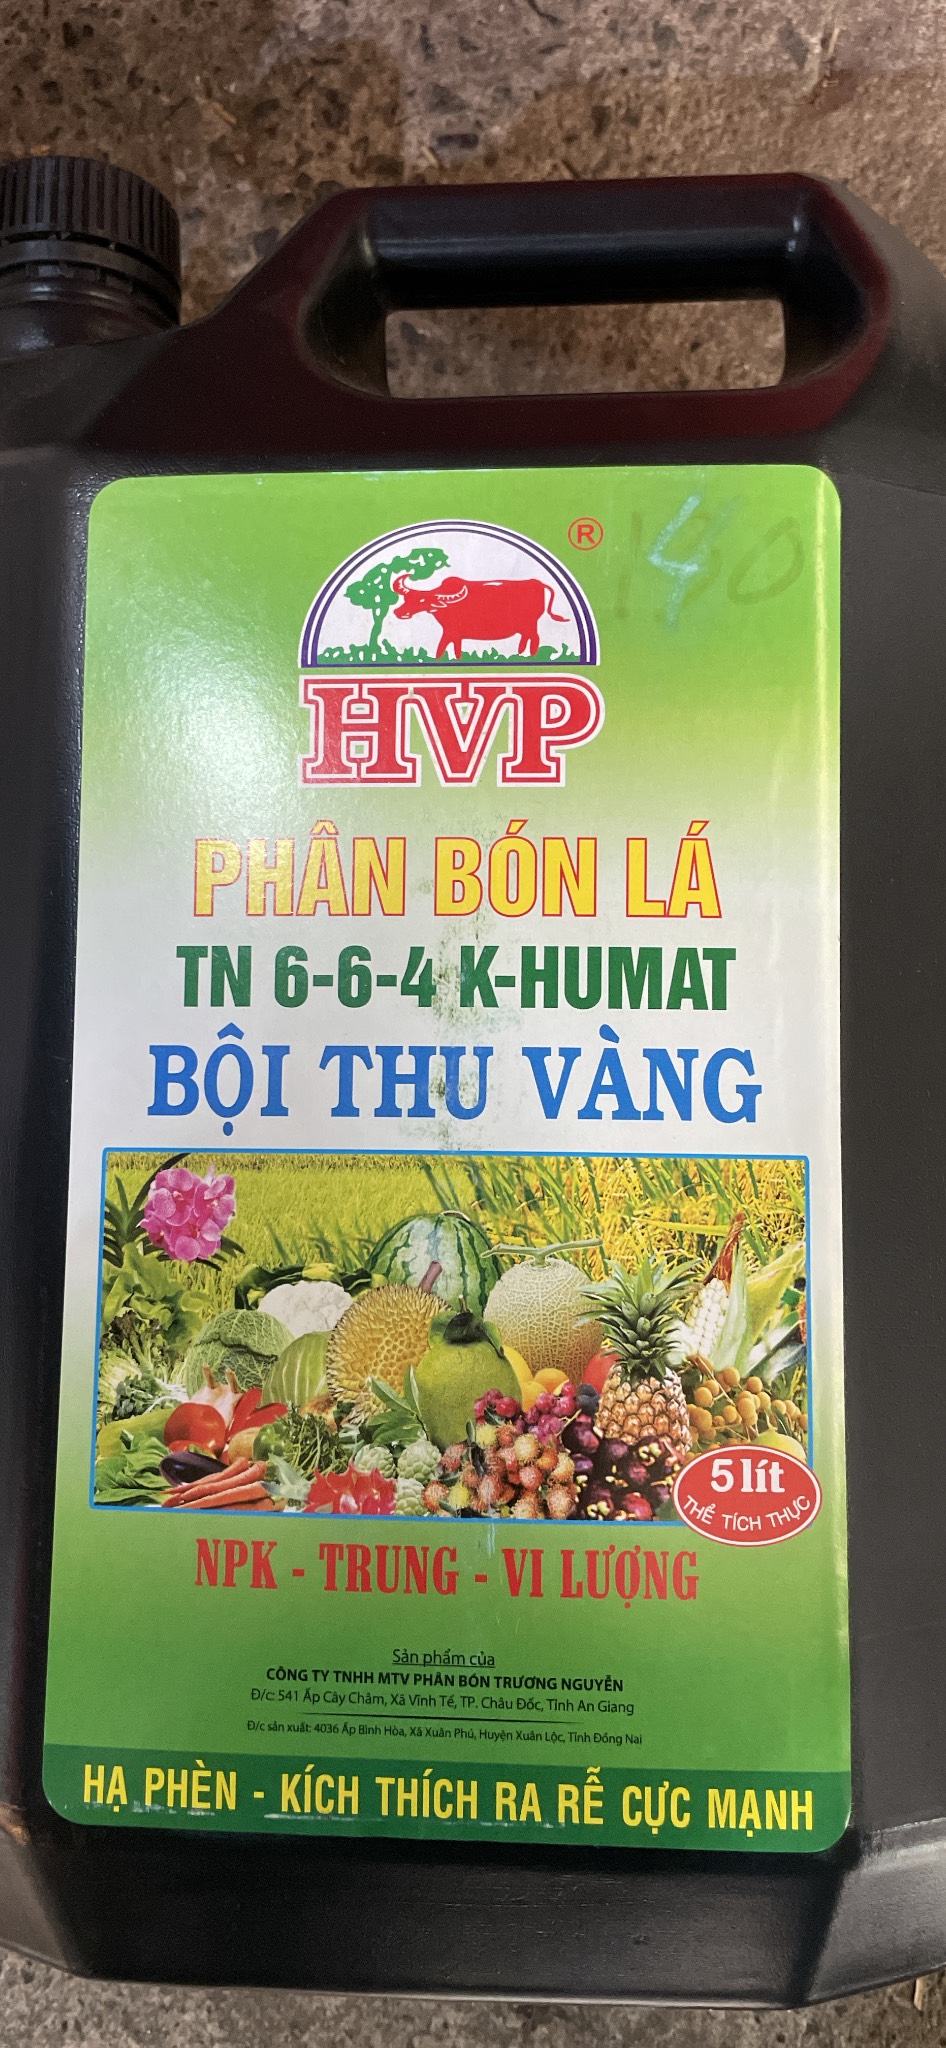 ®
HVP
PHÂN BÓN LÁ
TN 6-6-4 K-HUMAT
BỘI THU VÀNG
5 lít
THỂ TÍCH THỰC
NPK - TRUNG - VI LƯỢNG
Sản phẩm của
CÔNG TY TNHH MTV PHÂN BÓN TRƯƠNG NGUYỄN
Đ/c: 541 Ấp Cây Châm, Xã Vĩnh Tế, TP. Châu Đốc, Tỉnh An Giang
Đ/c sản xuất: 4036 Ấp Bình Hòa, Xã Xuân Phú, Huyện Xuân Lộc, Tỉnh Đồng Nai
HẠ PHÈN - KÍCH THÍCH RA RỄ CỰC MẠNH